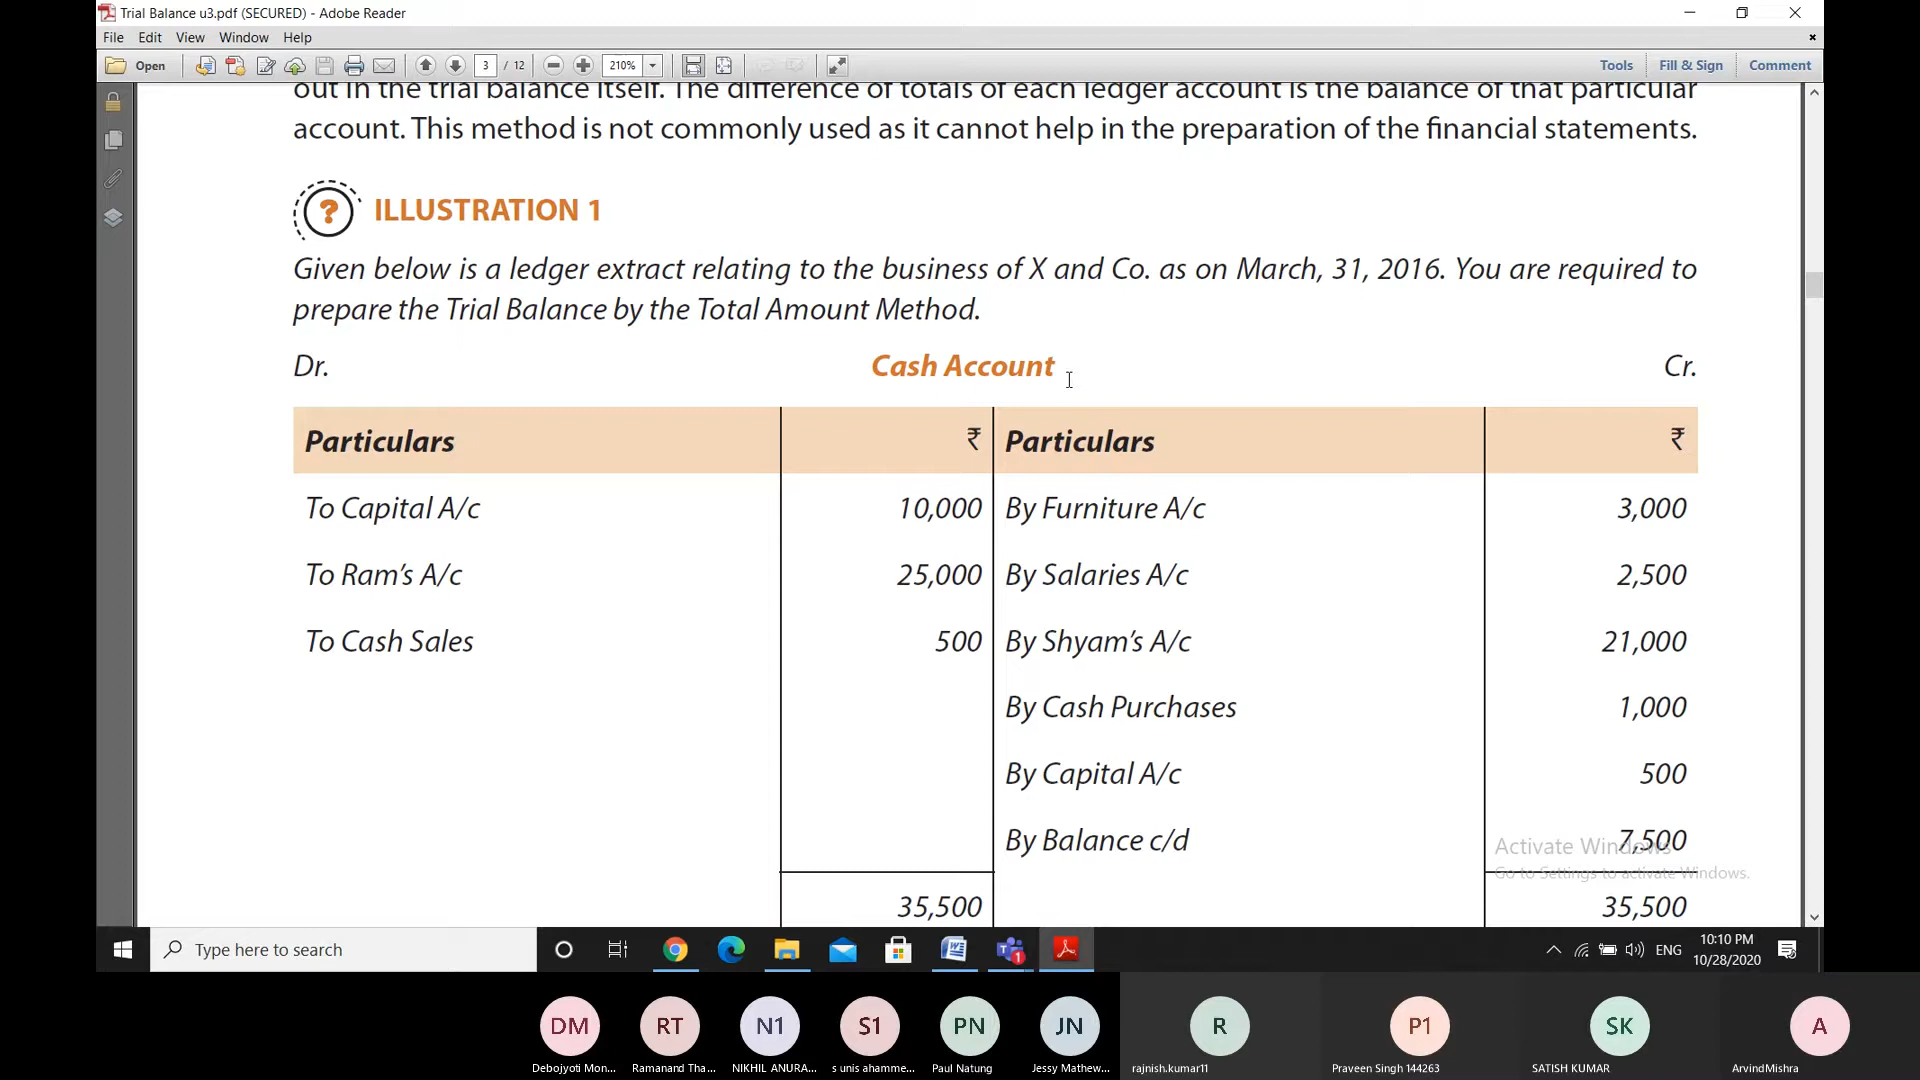 Trial Balance u3.pdf (SECURED) - Adobe Reader
File Edit View Window Help
Open 3 / 12 210% Tools Fill & Sign Comment
out in the trial balance itself. The difference of totals of each ledger account is the balance of that particular
account. This method is not commonly used as it cannot help in the preparation of the financial statements.
? ILLUSTRATION 1
Given below is a ledger extract relating to the business of X and Co. as on March, 31, 2016. You are required to
prepare the Trial Balance by the Total Amount Method.
Dr. Cash Account Cr.
Particulars ₹ Particulars ₹
To Capital A/c 10,000 By Furniture A/c 3,000
To Ram's A/c 25,000 By Salaries A/c 2,500
To Cash Sales 500 By Shyam's A/c 21,000
By Cash Purchases 1,000
By Capital A/c 500
By Balance c/d 7,500
Activate Windows
Go to Settings to activate Windows.
35,500 35,500
Type here to search 1 ENG 10:10 PM
10/28/2020
DM RT N1 S1 PN JN R P1 SK A
Debojyoti Mon... Ramanand Tha... NIKHIL ANURA... s unis ahamme... Paul Natung Jessy Mathew... rajnish.kumar11 Praveen Singh 144263 SATISH KUMAR ArvindMishra